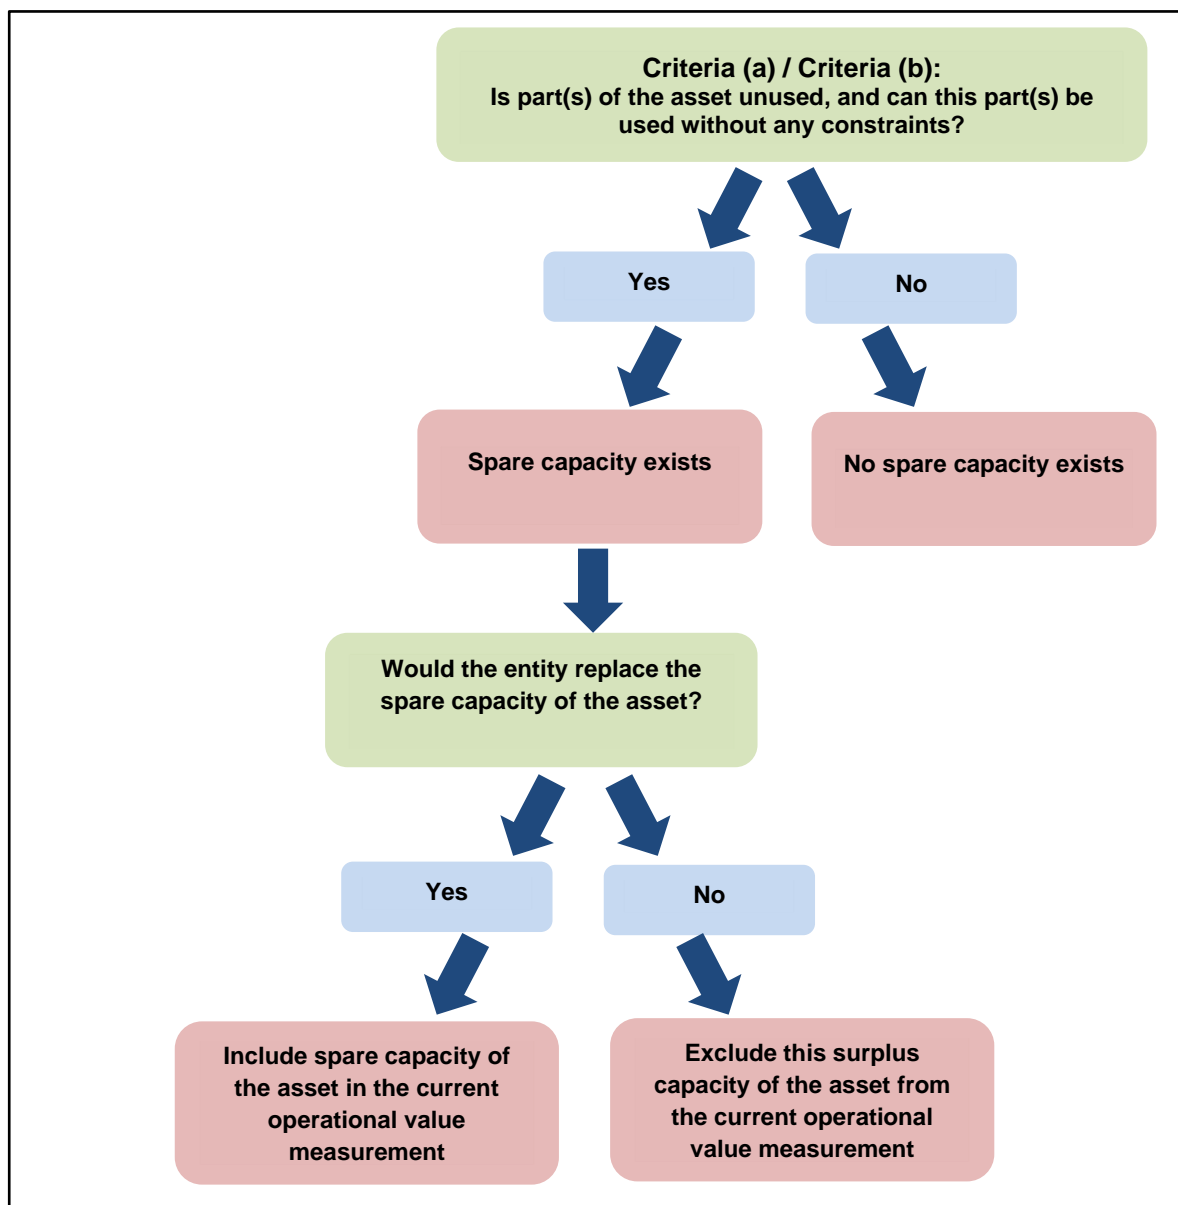 Criteria (a) / Criteria (b):
Is part(s) of the asset unused, and can this part(s) be
used without any constraints?
Yes
No
Spare capacity exists
No spare capacity exists
Would the entity replace the
spare capacity of the asset?
Yes
No
Include spare capacity of
the asset in the current
operational value
measurement
Exclude this surplus
capacity of the asset from
the current operational
value measurement